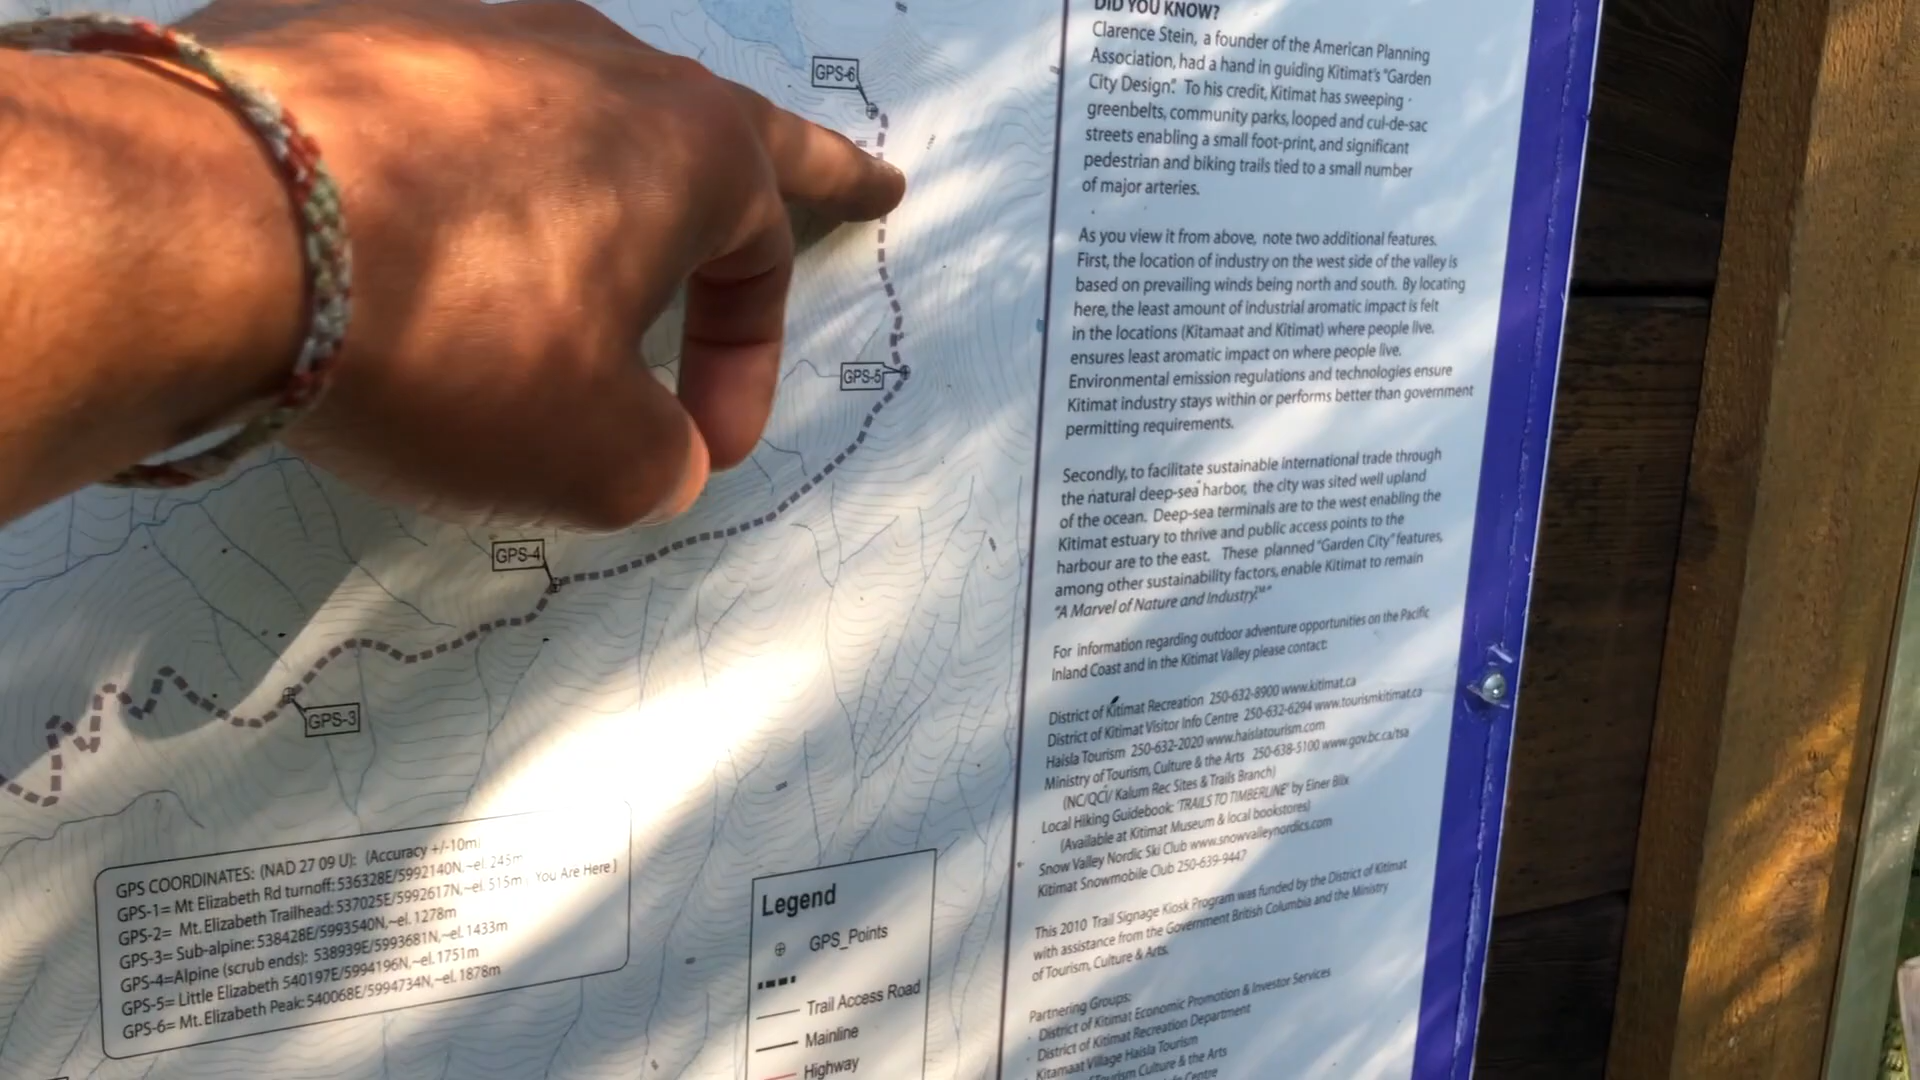 GPS-6
GPS-5
GPS-4
GPS-3
GPS COORDINATES: (NAD 27 09 U): (Accuracy +/-10m)
GPS-1= Mt Elizabeth Rd turnoff: 536328E/5992140N,~el. 245m
GPS-2= Mt. Elizabeth Trailhead: 537025E/5992617N,~el. 515m [ You Are Here ]
GPS-3= Sub-alpine: 538428E/5993540N,~el. 1278m
GPS-4=Alpine (scrub ends): 538939E/5993681N,~el. 1433m
GPS-5= Little Elizabeth 540197E/5994196N,~el. 1751m
GPS-6= Mt. Elizabeth Peak: 540068E/5994734N,~el. 1878m
Legend
GPS_Points
Trail Access Road
Mainline
Highway
DID YOU KNOW?
Clarence Stein, a founder of the American Planning
Association, had a hand in guiding Kitimat's "Garden
City Design". To his credit, Kitimat has sweeping
greenbelts, community parks, looped and cul-de-sac
streets enabling a small foot-print, and significant
pedestrian and biking trails tied to a small number
of major arteries.
As you view it from above, note two additional features.
First, the location of industry on the west side of the valley is
based on prevailing winds being north and south. By locating
here, the least amount of industrial aromatic impact is felt
in the locations (Kitamaat and Kitimat) where people live.
ensures least aromatic impact on where people live.
Environmental emission regulations and technologies ensure
Kitimat industry stays within or performs better than government
permitting requirements.
Secondly, to facilitate sustainable international trade through
the natural deep-sea harbor, the city was sited well upland
of the ocean. Deep-sea terminals are to the west enabling the
Kitimat estuary to thrive and public access points to the
harbour are to the east. These planned "Garden City" features,
among other sustainability factors, enable Kitimat to remain
"A Marvel of Nature and Industry.™"
For information regarding outdoor adventure opportunities on the Pacific
Inland Coast and in the Kitimat Valley please contact:
District of Kitimat Recreation 250-632-8900 www.kitimat.ca
District of Kitimat Visitor Info Centre 250-632-6294 www.tourismkitimat.ca
Haisla Tourism 250-632-2020 www.haislatourism.com
Ministry of Tourism, Culture & the Arts 250-638-5100 www.gov.bc.ca/tsa
(NC/QCI/ Kalum Rec Sites & Trails Branch)
Local Hiking Guidebook: 'TRAILS TO TIMBERLINE' by Einer Blix
(Available at Kitimat Museum & local bookstores)
Snow Valley Nordic Ski Club www.snowvalleynordics.com
Kitimat Snowmobile Club 250-639-9447
This 2010 Trail Signage Kiosk Program was funded by the District of Kitimat
with assistance from the Government British Columbia and the Ministry
of Tourism, Culture & Arts.
Partnering Groups:
District of Kitimat Economic Promotion & Investor Services
District of Kitimat Recreation Department
Kitamaat Village Haisla Tourism
Tourism Culture & the Arts
Centre